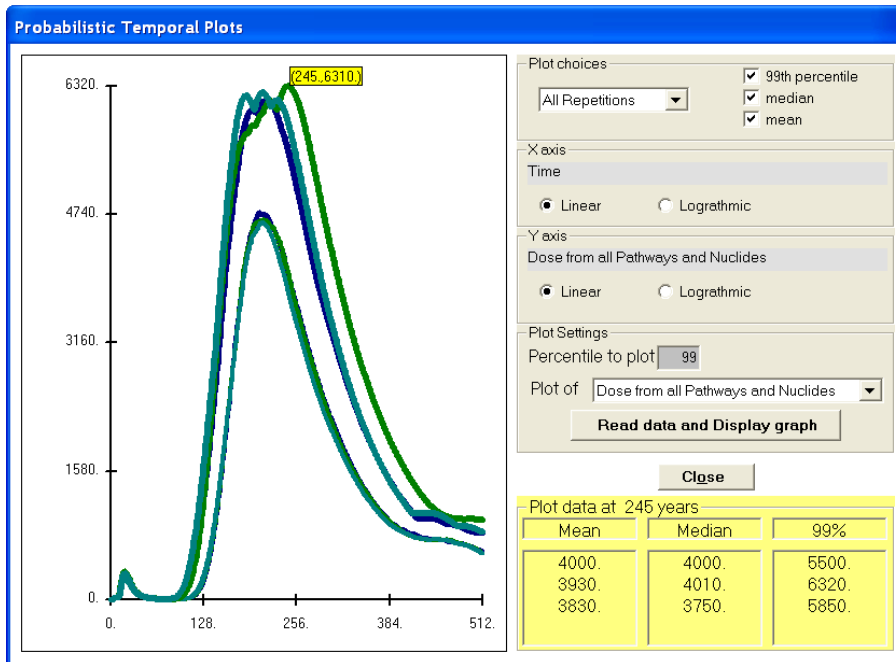 Probabilistic Temporal Plots
(245.,6310.)
6320.
4740.
3160.
1580.
0.
0.
128.
256.
384.
512.
Plot choices
All Repetitions
99th percentile
median
mean
X axis
Time
Linear
Lograthmic
Y axis
Dose from all Pathways and Nuclides
Linear
Lograthmic
Plot Settings
Percentile to plot 99
Plot of Dose from all Pathways and Nuclides
Read data and Display graph
Close
Plot data at 245 years
Mean Median 99%
4000. 4000. 5500.
3930. 4010. 6320.
3830. 3750. 5850.